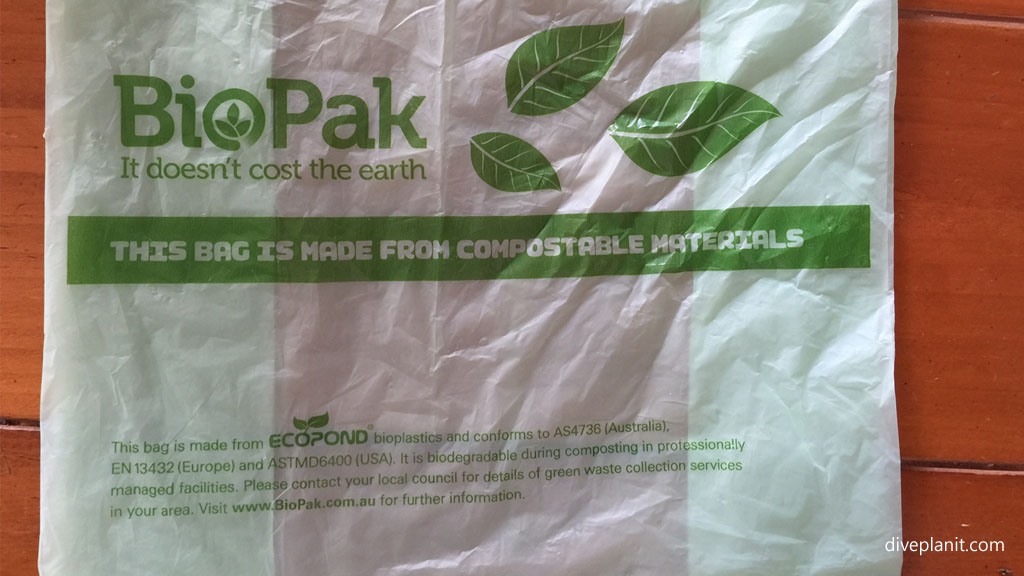 BioPak
It doesn't cost the earth
THIS BAG IS MADE FROM COMPOSTABLE MATERIALS
This bag is made from ECOPOND® bioplastics and conforms to AS4736 (Australia),
EN 13432 (Europe) and ASTMD6400 (USA). It is biodegradable during composting in professionally
managed facilities. Please contact your local council for details of green waste collection services
in your area. Visit www.BioPak.com.au for further information.
diveplanit.com